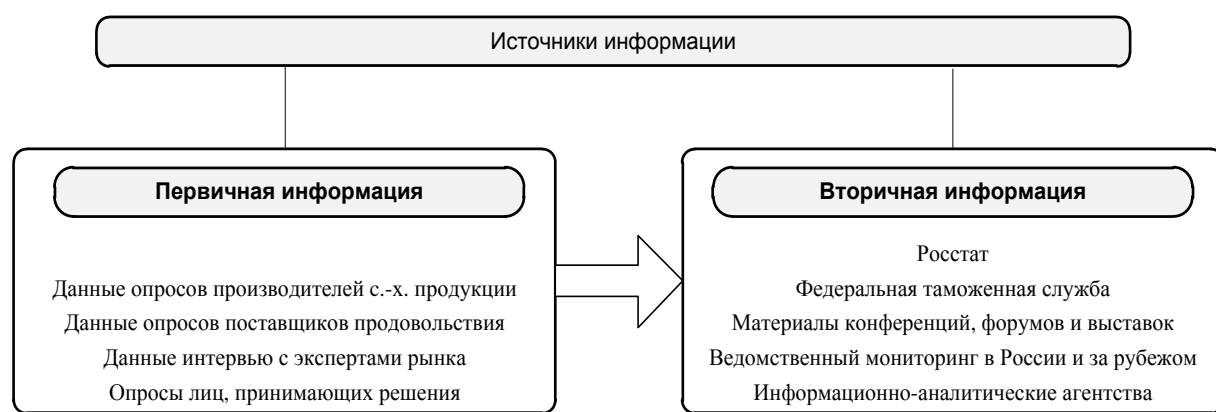 Источники информации
Первичная информация
Данные опросов производителей с.-х. продукции
Данные опросов поставщиков продовольствия
Данные интервью с экспертами рынка
Опросы лиц, принимающих решения
Вторичная информация
Росстат
Федеральная таможенная служба
Материалы конференций, форумов и выставок
Ведомственный мониторинг в России и за рубежом
Информационно-аналитические агентства